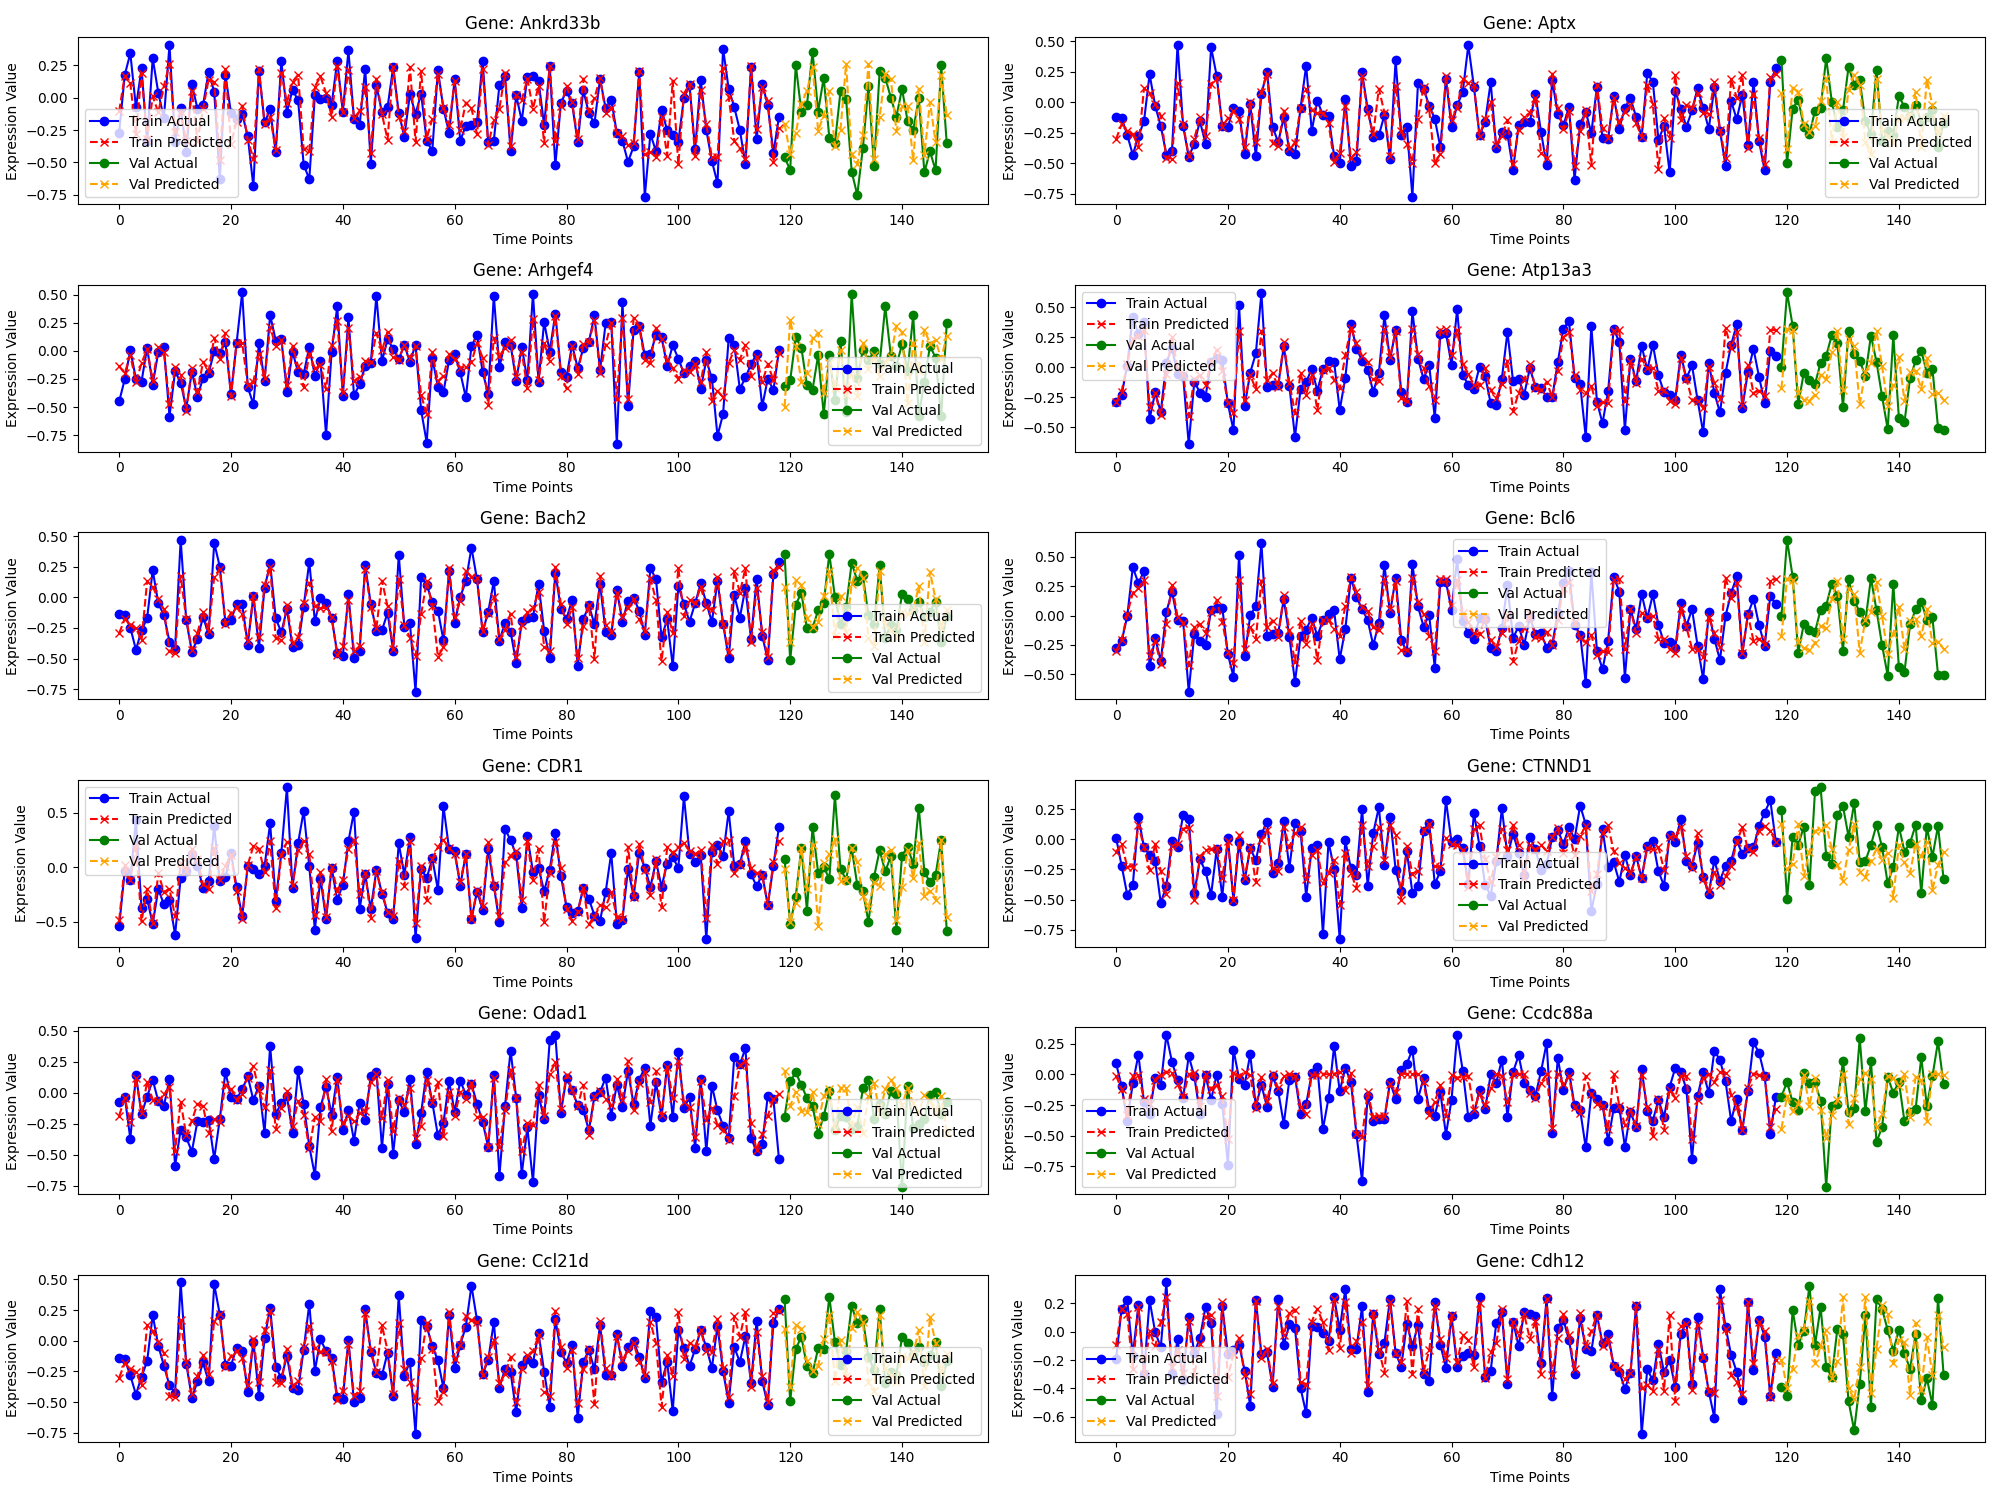 Gene: Ankrd33b
Expression Value
0.25
0.00
−0.25
−0.50
−0.75
Train Actual
Train Predicted
Val Actual
Val Predicted
0 20 40 60 80 100 120 140
Time Points
Gene: Aptx
Expression Value
0.50
0.25
0.00
−0.25
−0.50
−0.75
Train Actual
Train Predicted
Val Actual
Val Predicted
0 20 40 60 80 100 120 140
Time Points
Gene: Arhgef4
Expression Value
0.50
0.25
0.00
−0.25
−0.50
−0.75
Train Actual
Train Predicted
Val Actual
Val Predicted
0 20 40 60 80 100 120 140
Time Points
Gene: Atp13a3
Expression Value
0.50
0.25
0.00
−0.25
−0.50
Train Actual
Train Predicted
Val Actual
Val Predicted
0 20 40 60 80 100 120 140
Time Points
Gene: Bach2
Expression Value
0.50
0.25
0.00
−0.25
−0.50
−0.75
Train Actual
Train Predicted
Val Actual
Val Predicted
0 20 40 60 80 100 120 140
Time Points
Gene: Bcl6
Expression Value
0.50
0.25
0.00
−0.25
−0.50
Train Actual
Train Predicted
Val Actual
Val Predicted
0 20 40 60 80 100 120 140
Time Points
Gene: CDR1
Expression Value
0.5
0.0
−0.5
Train Actual
Train Predicted
Val Actual
Val Predicted
0 20 40 60 80 100 120 140
Time Points
Gene: CTNND1
Expression Value
0.25
0.00
−0.25
−0.50
−0.75
Train Actual
Train Predicted
Val Actual
Val Predicted
0 20 40 60 80 100 120 140
Time Points
Gene: Odad1
Expression Value
0.50
0.25
0.00
−0.25
−0.50
−0.75
Train Actual
Train Predicted
Val Actual
Val Predicted
0 20 40 60 80 100 120 140
Time Points
Gene: Ccdc88a
Expression Value
0.25
0.00
−0.25
−0.50
−0.75
Train Actual
Train Predicted
Val Actual
Val Predicted
0 20 40 60 80 100 120 140
Time Points
Gene: Ccl21d
Expression Value
0.50
0.25
0.00
−0.25
−0.50
−0.75
Train Actual
Train Predicted
Val Actual
Val Predicted
0 20 40 60 80 100 120 140
Time Points
Gene: Cdh12
Expression Value
0.2
0.0
−0.2
−0.4
−0.6
Train Actual
Train Predicted
Val Actual
Val Predicted
0 20 40 60 80 100 120 140
Time Points